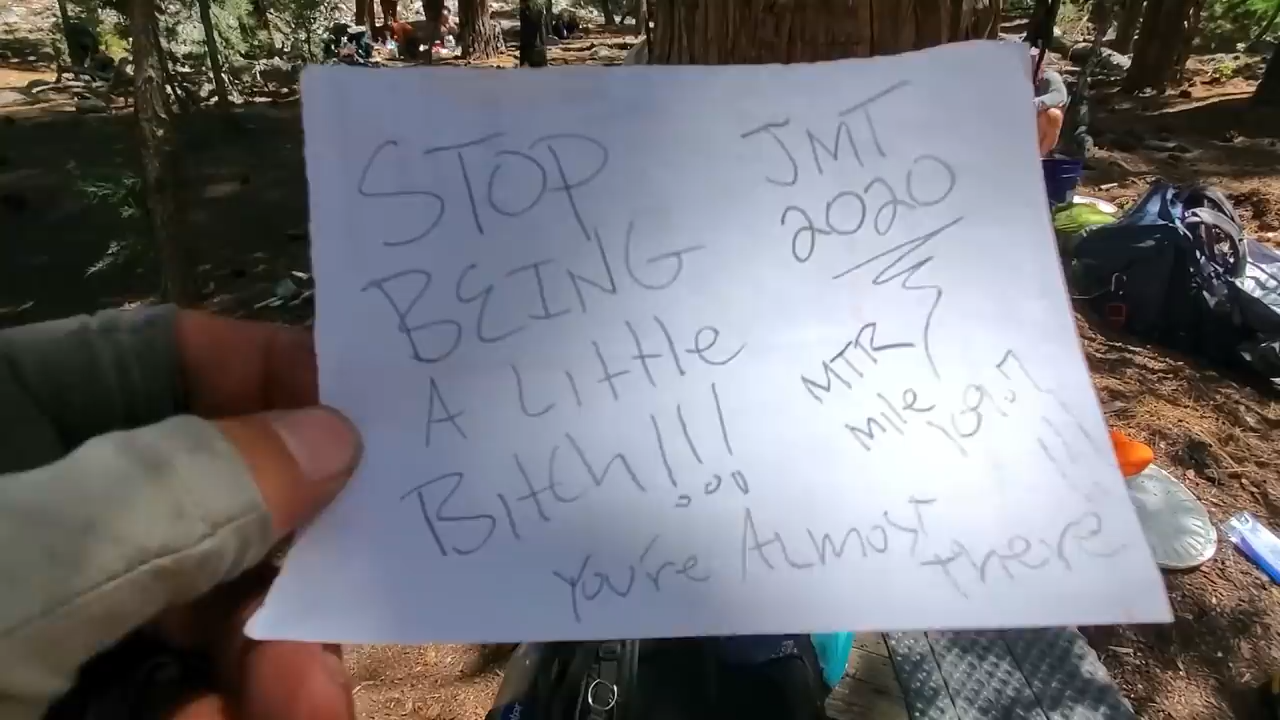 STOP
BEING
A LITTLE
BITCH!!!
YOU'RE ALMOST THERE
JMT
2020
MTR
MILE 109.7